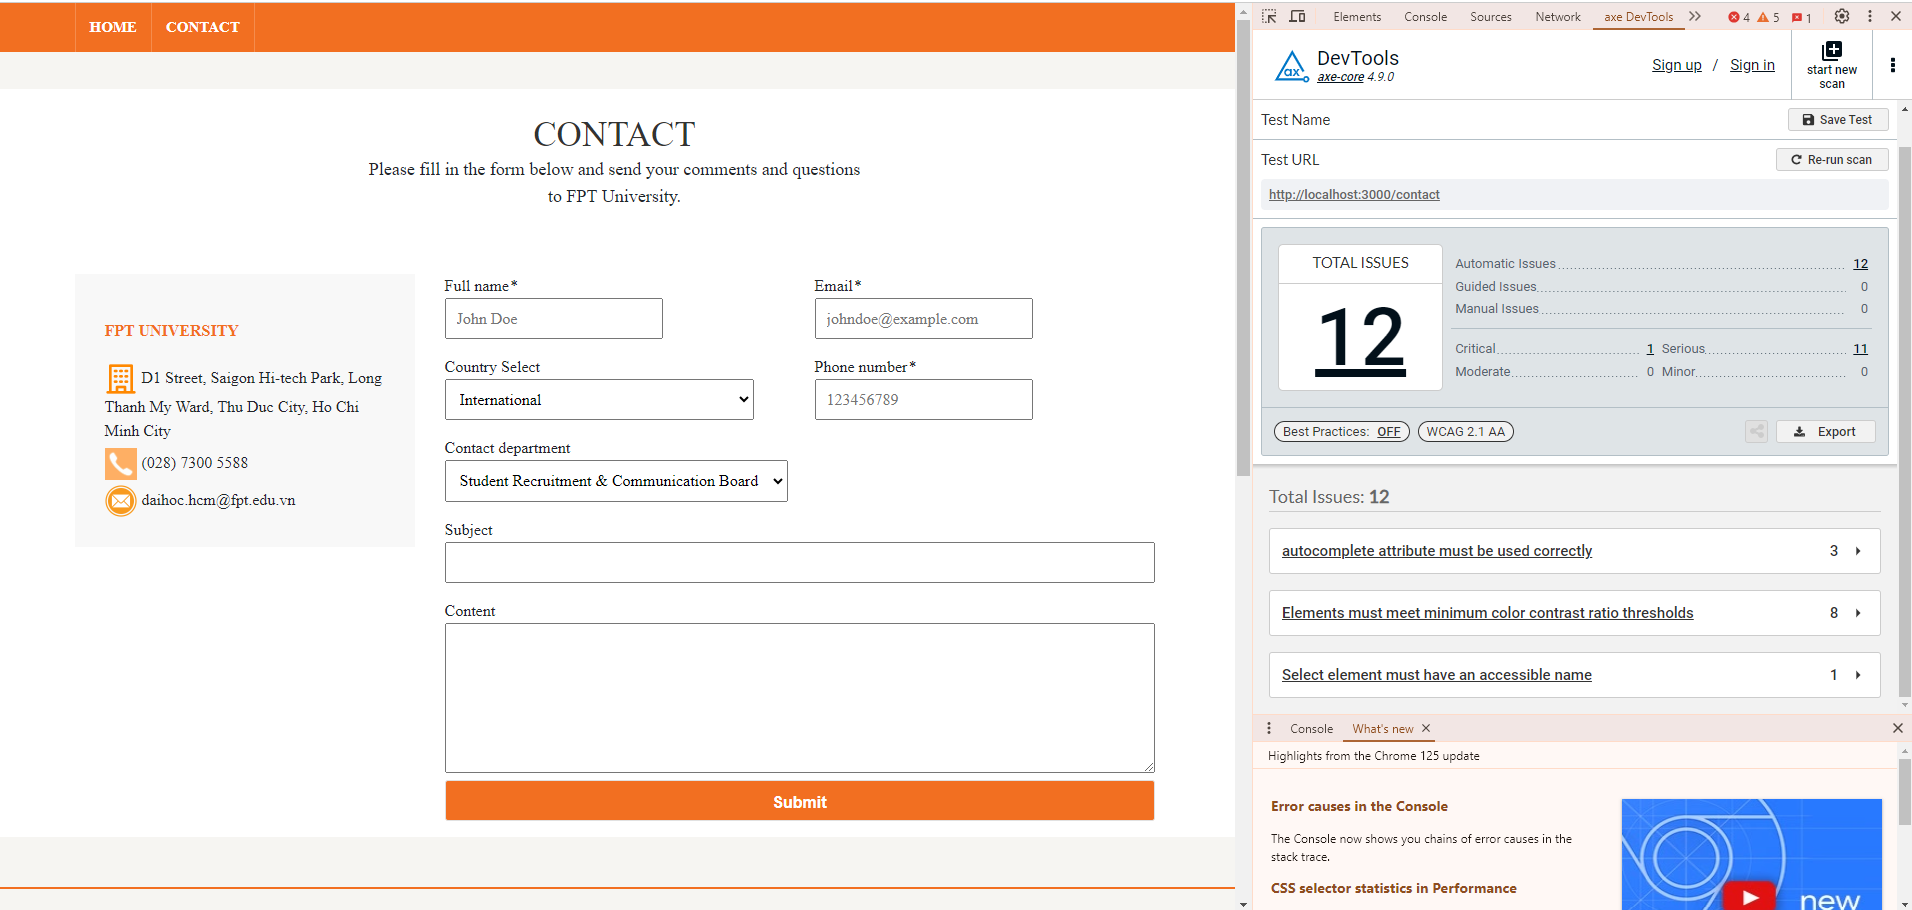 HOME CONTACT
CONTACT
Please fill in the form below and send your comments and questions
to FPT University.
FPT UNIVERSITY
D1 Street, Saigon Hi-tech Park, Long
Thanh My Ward, Thu Duc City, Ho Chi
Minh City
(028) 7300 5588
daihoc.hcm@fpt.edu.vn
Full name*
John Doe
Email*
johndoe@example.com
Country Select
International
Phone number*
123456789
Contact department
Student Recruitment & Communication Board
Subject
Content
Submit
Elements Console Sources Network axe DevTools 4 5 1
ax
DevTools
axe-core 4.9.0
Sign up / Sign in
start new
scan
Test Name
Save Test
Test URL
Re-run scan
http://localhost:3000/contact
TOTAL ISSUES
12
Automatic Issues 12
Guided Issues 0
Manual Issues 0
Critical 1 Serious 11
Moderate 0 Minor 0
Best Practices: OFF
WCAG 2.1 AA
Export
Total Issues: 12
autocomplete attribute must be used correctly 3
Elements must meet minimum color contrast ratio thresholds 8
Select element must have an accessible name 1
Console What's new
Highlights from the Chrome 125 update
Error causes in the Console
The Console now shows you chains of error causes in the
stack trace.
CSS selector statistics in Performance
new